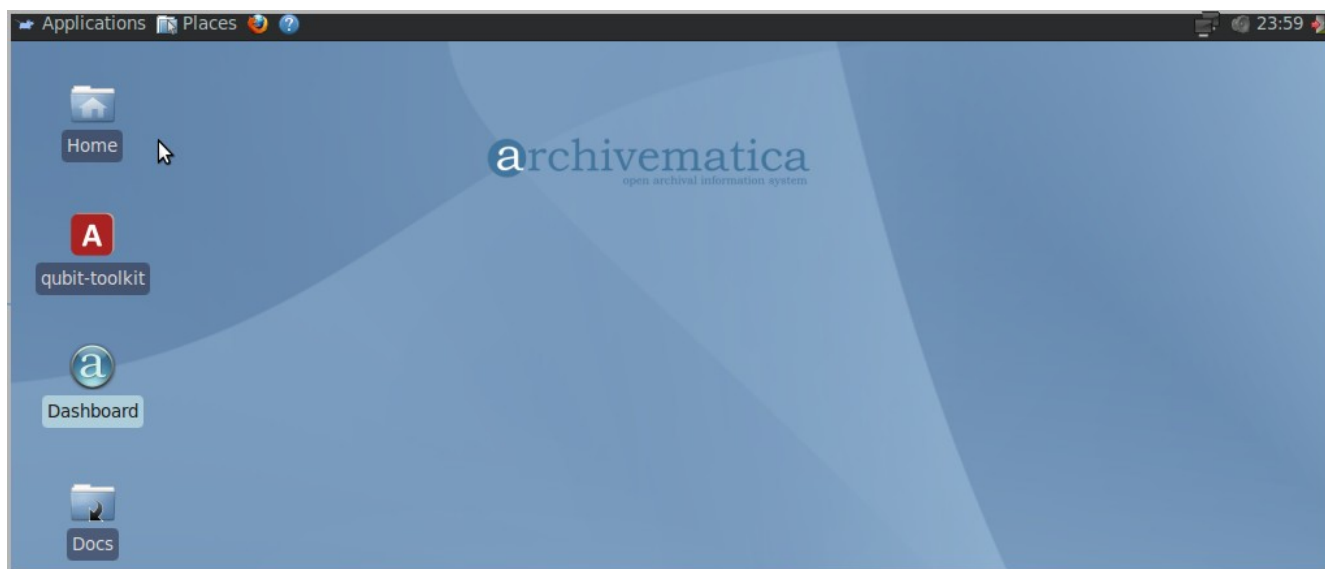 Applications Places ? 23:59
Home
archivematica
open archival information system
A
qubit-toolkit
a
Dashboard
Docs